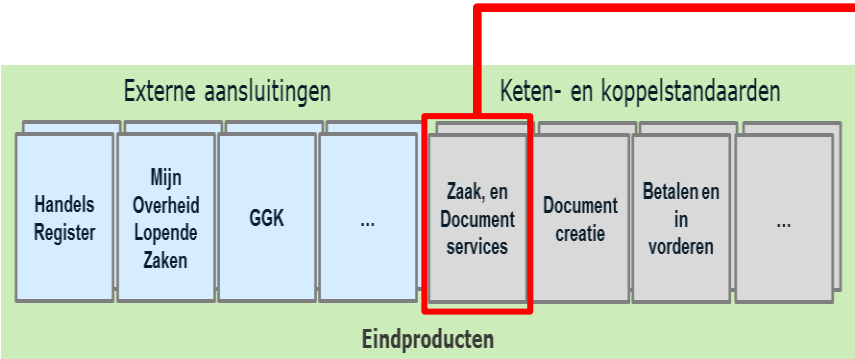 Externe aansluitingen
Keten- en koppelstandaarden
Handels
Register
Mijn
Overheid
Lopende
Zaken
GGK
...
Zaak, en
Document
services
Document
creatie
Betalen en
in
vorderen
...
Eindproducten